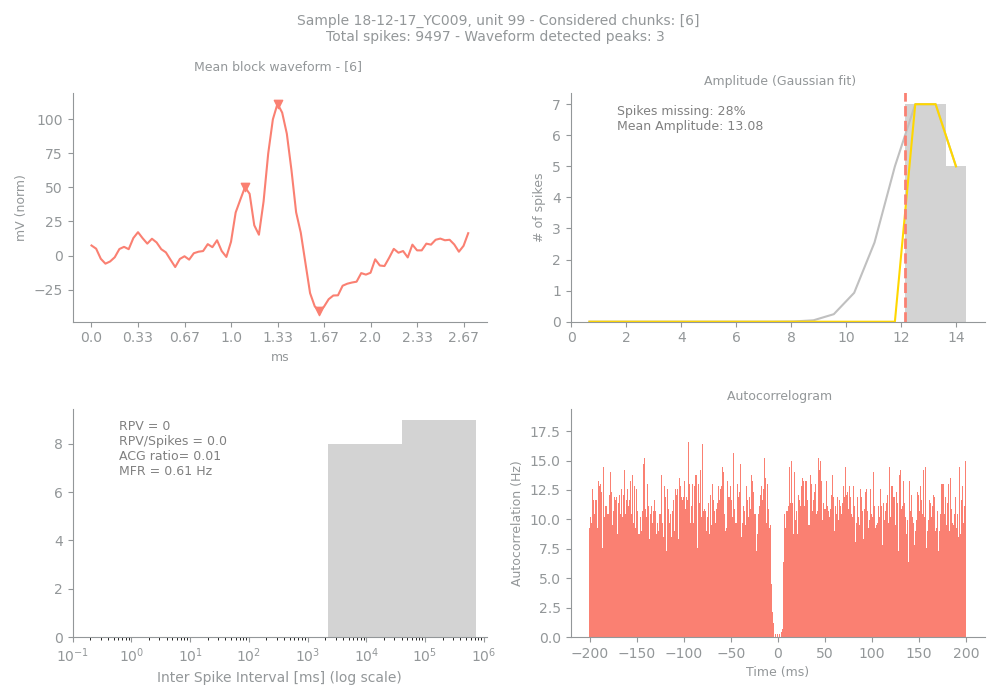 Sample 18-12-17_YC009, unit 99 - Considered chunks: [6]
Total spikes: 9497 - Waveform detected peaks: 3
Mean block waveform - [6]
mV (norm)
100
75
50
25
0
−25
0.0 0.33 0.67 1.0 1.33 1.67 2.0 2.33 2.67
ms
Amplitude (Gaussian fit)
Spikes missing: 28%
Mean Amplitude: 13.08
# of spikes
7
6
5
4
3
2
1
0
0 2 4 6 8 10 12 14
RPV = 0
RPV/Spikes = 0.0
ACG ratio= 0.01
MFR = 0.61 Hz
8
6
4
2
0
10⁻¹ 10⁰ 10¹ 10² 10³ 10⁴ 10⁵ 10⁶
Inter Spike Interval [ms] (log scale)
Autocorrelogram
Autocorrelation (Hz)
17.5
15.0
12.5
10.0
7.5
5.0
2.5
0.0
−200 −150 −100 −50 0 50 100 150 200
Time (ms)